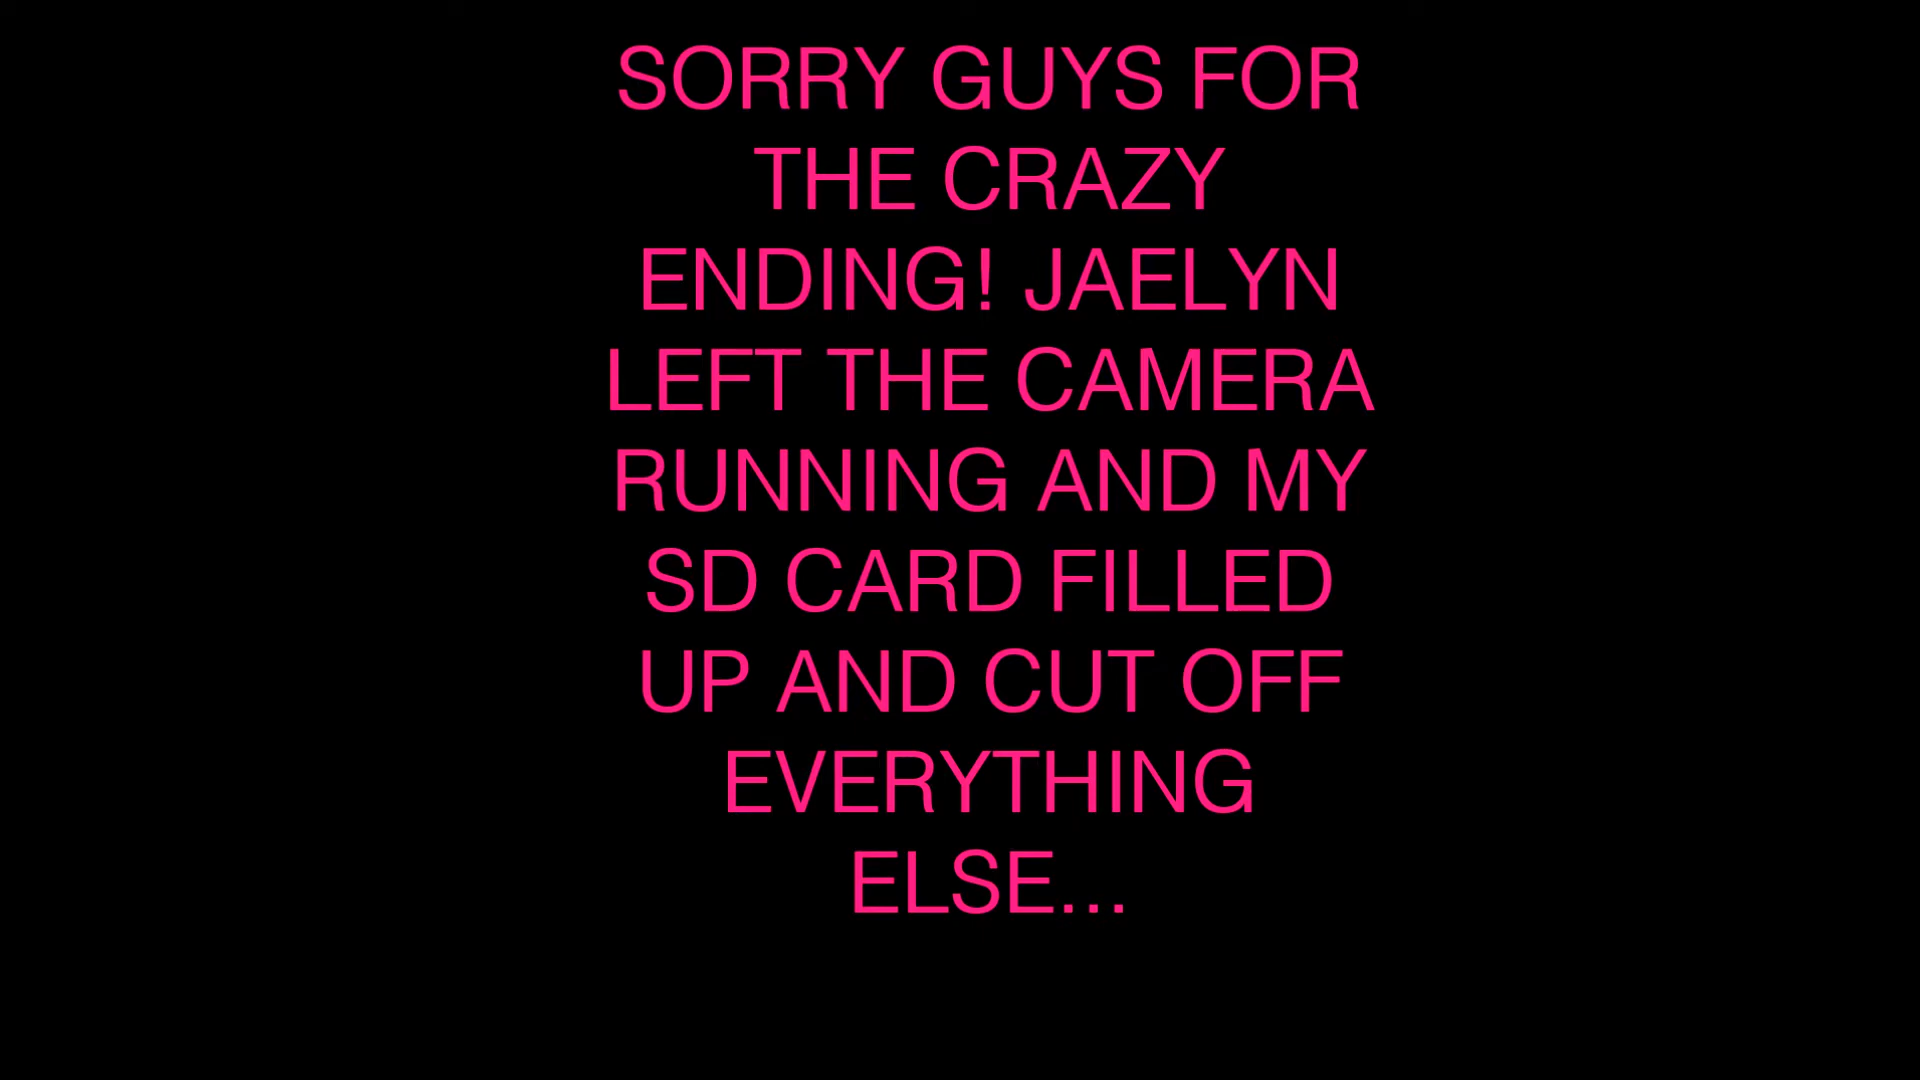 SORRY GUYS FOR
THE CRAZY
ENDING! JAELYN
LEFT THE CAMERA
RUNNING AND MY
SD CARD FILLED
UP AND CUT OFF
EVERYTHING
ELSE...